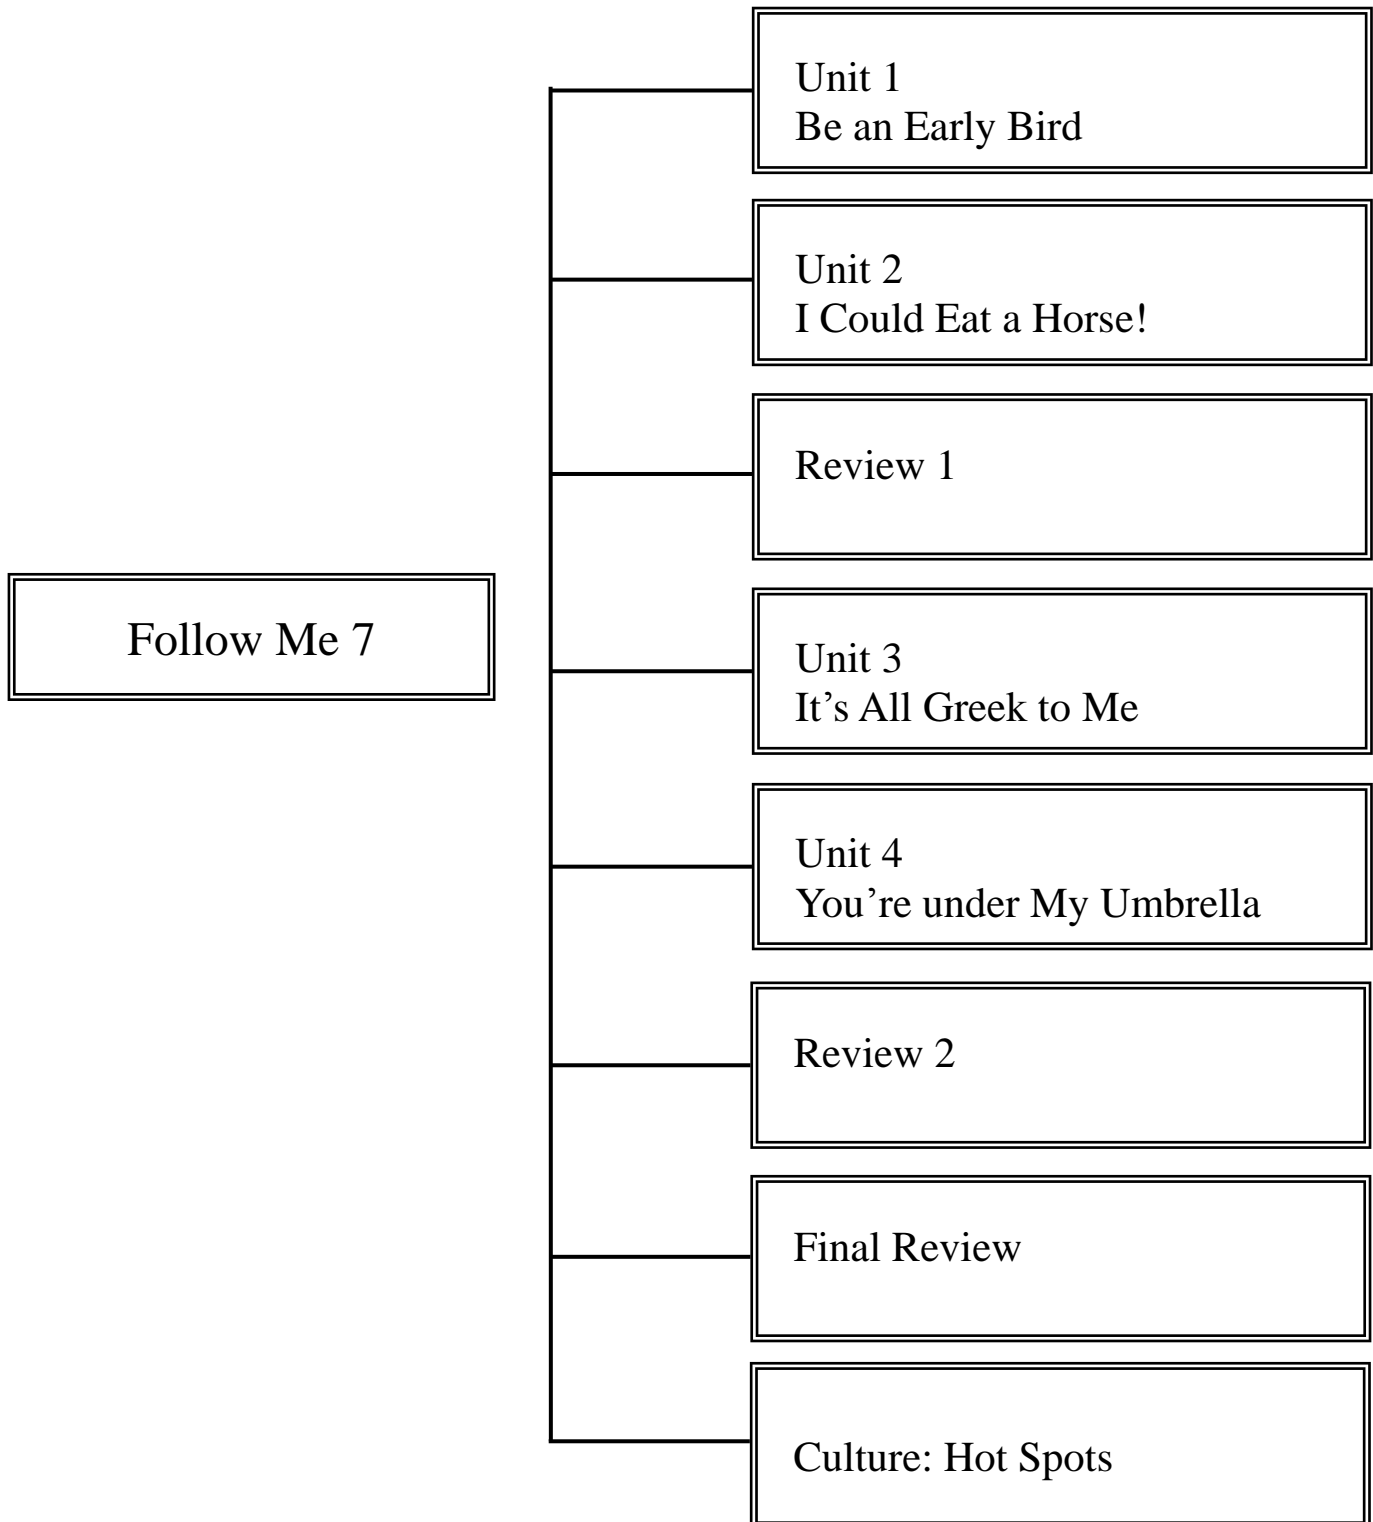 Unit 1
Be an Early Bird
Unit 2
I Could Eat a Horse!
Review 1
Follow Me 7
Unit 3
It’s All Greek to Me
Unit 4
You’re under My Umbrella
Review 2
Final Review
Culture: Hot Spots